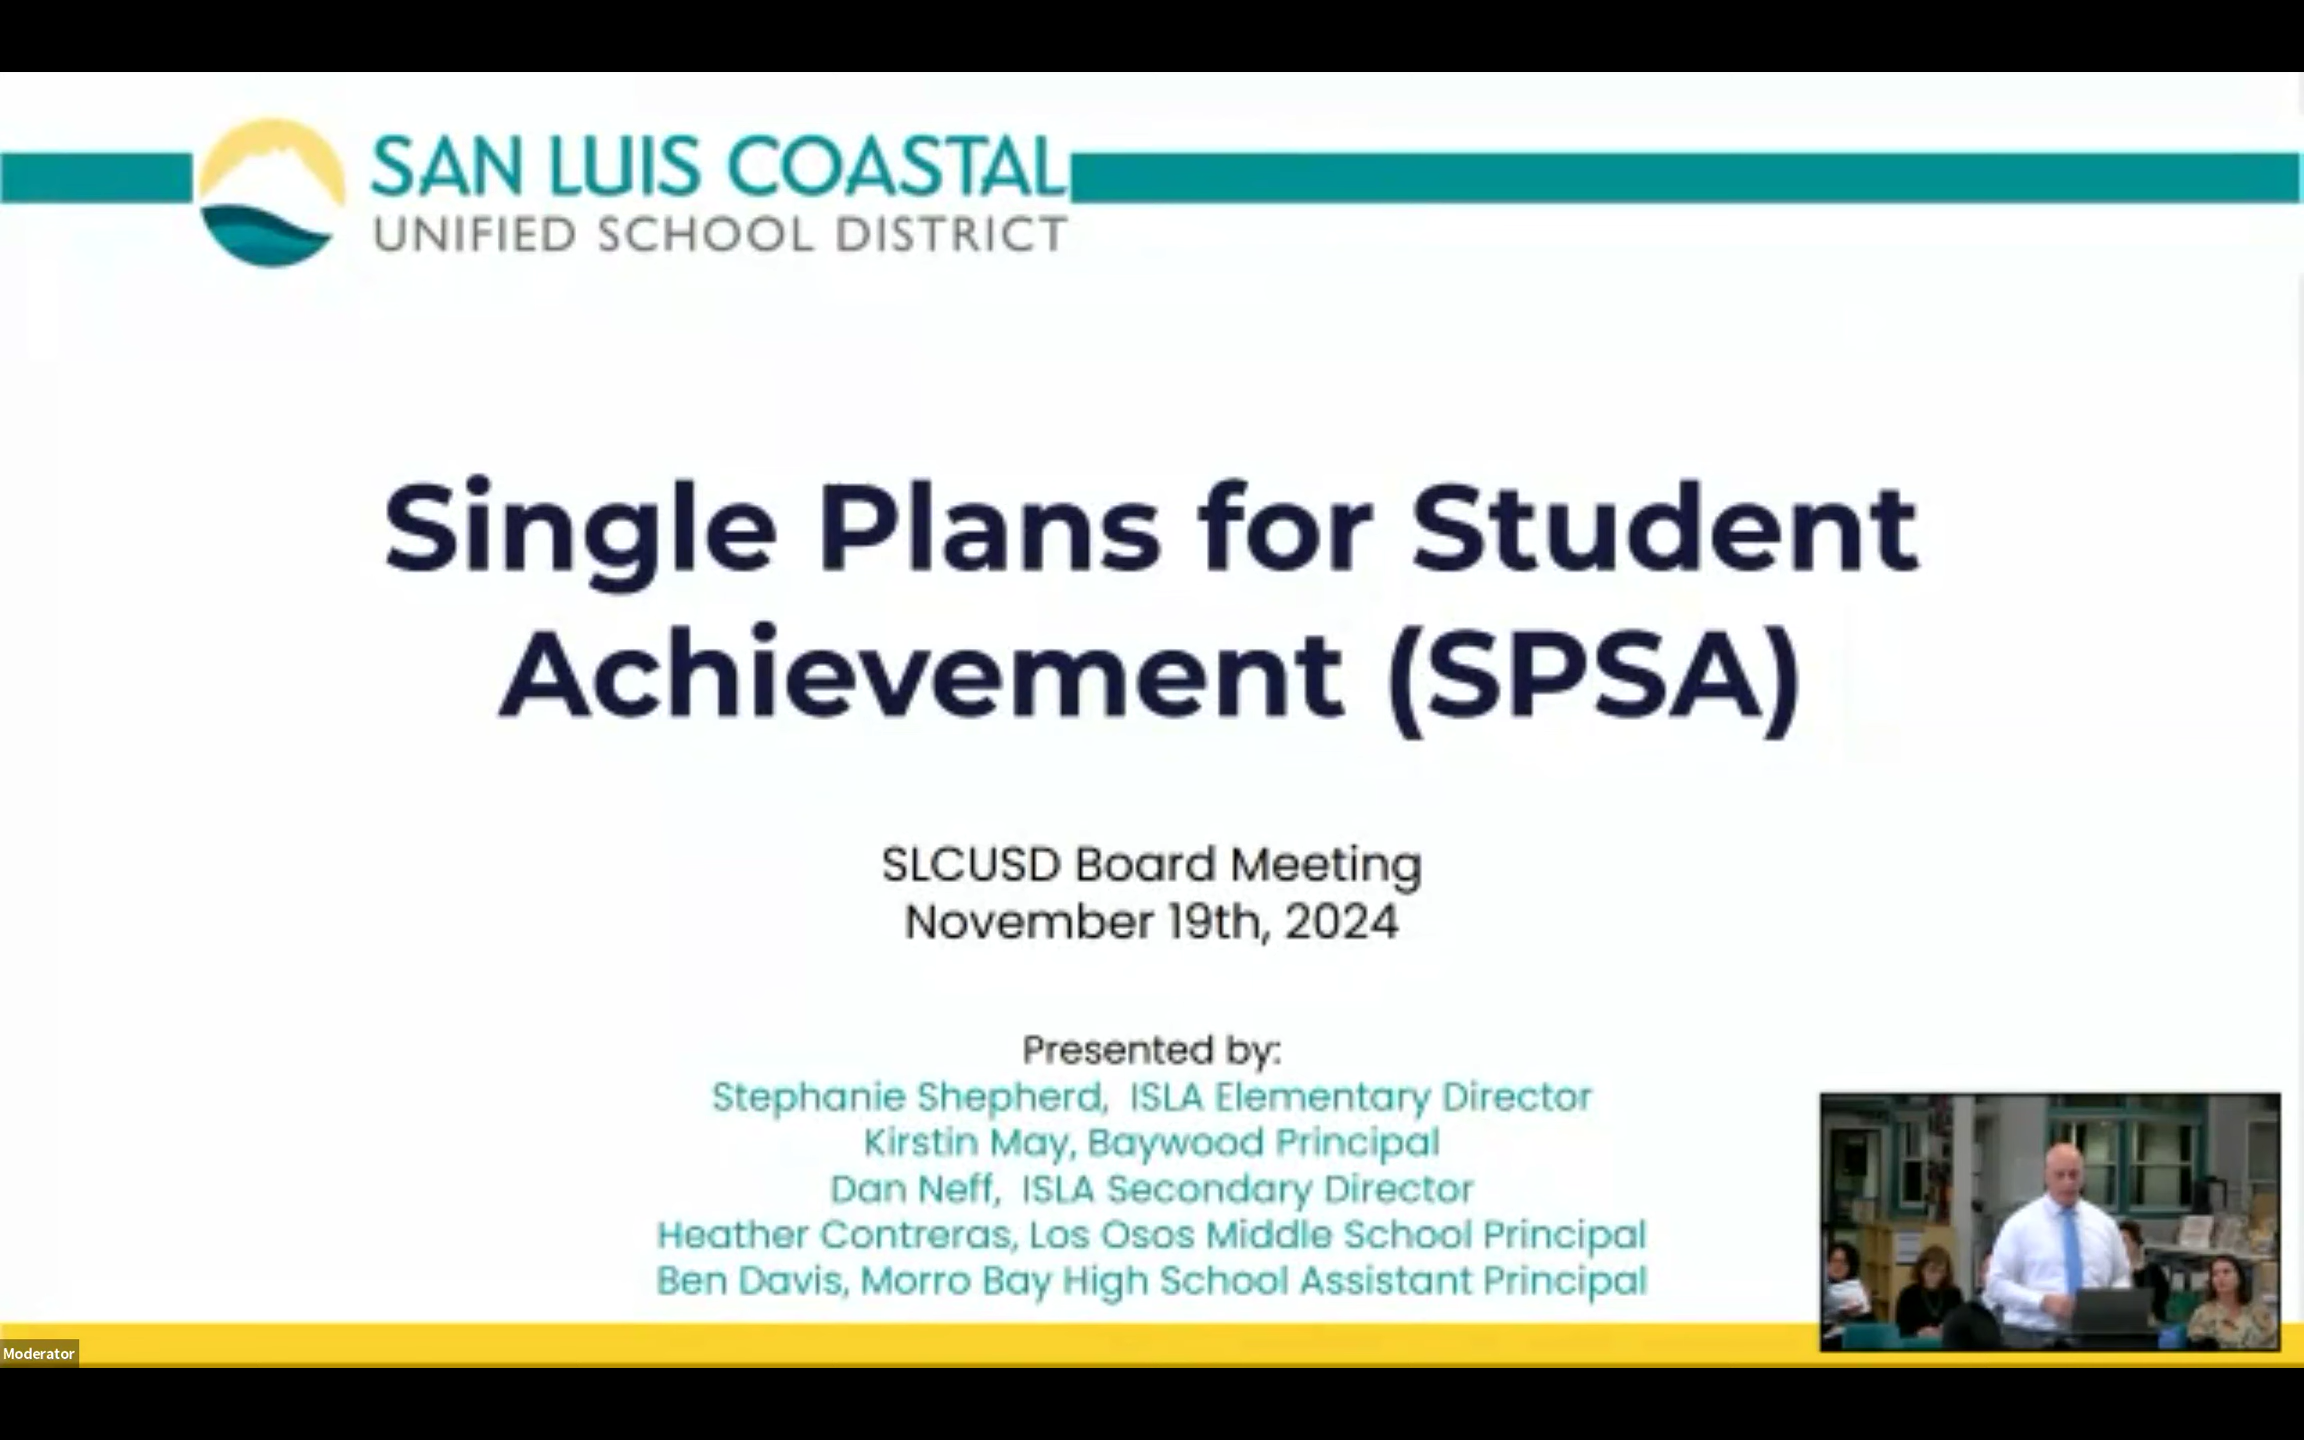 SAN LUIS COASTAL
UNIFIED SCHOOL DISTRICT
Single Plans for Student
Achievement (SPSA)
SLCUSD Board Meeting
November 19th, 2024
Presented by:
Stephanie Shepherd, ISLA Elementary Director
Kirstin May, Baywood Principal
Dan Neff, ISLA Secondary Director
Heather Contreras, Los Osos Middle School Principal
Ben Davis, Morro Bay High School Assistant Principal
Moderator